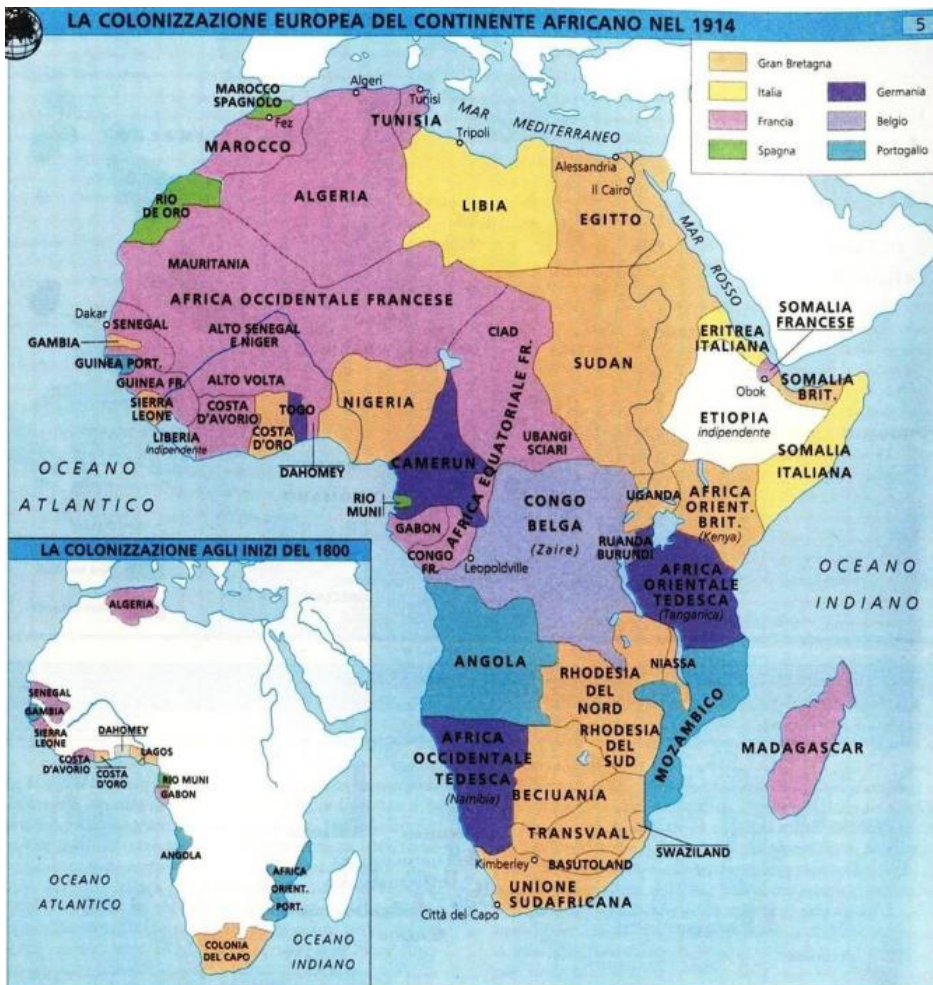 LA COLONIZZAZIONE EUROPEA DEL CONTINENTE AFRICANO NEL 1914
5
Gran Bretagna
Italia
Germania
Francia
Belgio
Spagna
Portogallo
MAROCCO
SPAGNOLO
Algeri
Tunisi
Fez
TUNISIA
MAR MEDITERRANEO
MAROCCO
Tripoli
Alessandria
Il Cairo
RIO
DE ORO
ALGERIA
LIBIA
EGITTO
MAR ROSSO
MAURITANIA
AFRICA OCCIDENTALE FRANCESE
Dakar
SENEGAL
GAMBIA
ALTO SENEGAL
E NIGER
CIAD
SUDAN
ERITREA
ITALIANA
SOMALIA
FRANCESE
GUINEA PORT.
GUINEA FR.
ALTO VOLTA
Obok
SOMALIA
BRIT.
SIERRA
LEONE
COSTA
D'AVORIO
COSTA
D'ORO
TOGO
NIGERIA
ETIOPIA
indipendente
LIBERIA
indipendente
DAHOMEY
CAMERUN
AFRICA EQUATORIALE FR.
UBANGI
SCIARI
SOMALIA
ITALIANA
OCEANO
ATLANTICO
RIO
MUNI
CONGO
BELGA
(Zaire)
UGANDA
AFRICA
ORIENT.
BRIT.
(Kenya)
GABON
CONGO
FR.
Leopoldville
RUANDA
BURUNDI
AFRICA
ORIENTALE
TEDESCA
(Tanganica)
OCEANO
INDIANO
ANGOLA
RHODESIA
DEL
NORD
NIASSA
RHODESIA
DEL
SUD
MOZAMBICO
MADAGASCAR
AFRICA
OCCIDENTALE
TEDESCA
(Namibia)
BECIUANIA
TRANSVAAL
SWAZILAND
Kimberley
BASUTOLAND
UNIONE
SUDAFRICANA
Città del Capo
LA COLONIZZAZIONE AGLI INIZI DEL 1800
ALGERIA
SENEGAL
GAMBIA
SIERRA
LEONE
DAHOMEY
LAGOS
COSTA
D'AVORIO
COSTA
D'ORO
RIO MUNI
GABON
ANGOLA
AFRICA
ORIENT.
PORT.
OCEANO
ATLANTICO
COLONIA
DEL CAPO
OCEANO
INDIANO